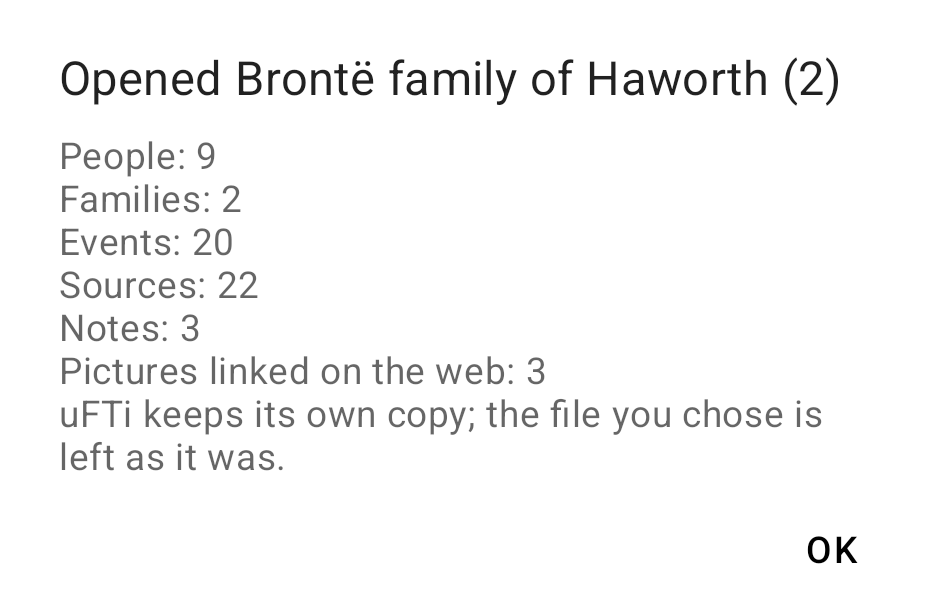 Opened Brontë family of Haworth (2)
People: 9
Families: 2
Events: 20
Sources: 22
Notes: 3
Pictures linked on the web: 3
uFTi keeps its own copy; the file you chose is
left as it was.
OK